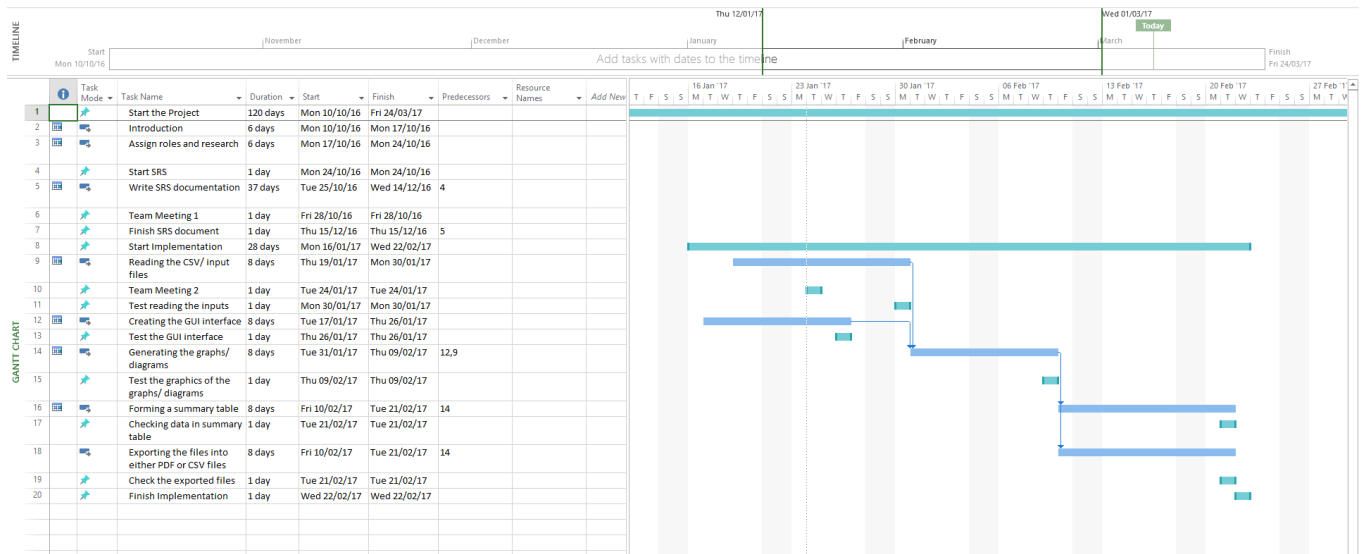 Thu 12/01/17 Wed 01/03/17
Today
TIMELINE
November December January February March
Start
Mon 10/10/16
Add tasks with dates to the timeline
Finish
Fri 24/03/17
Task Mode Task Name Duration Start Finish Predecessors Resource Names Add New
16 Jan '17 23 Jan '17 30 Jan '17 06 Feb '17 13 Feb '17 20 Feb '17 27 Feb '17
T F S S M T W T F S S M T W T F S S M T W T F S S M T W T F S S M T W T F S S M T W T F S S M T W
GANTT CHART
1 Start the Project 120 days Mon 10/10/16 Fri 24/03/17
2 Introduction 6 days Mon 10/10/16 Mon 17/10/16
3 Assign roles and research 6 days Mon 17/10/16 Mon 24/10/16
4 Start SRS 1 day Mon 24/10/16 Mon 24/10/16
5 Write SRS documentation 37 days Tue 25/10/16 Wed 14/12/16 4
6 Team Meeting 1 1 day Fri 28/10/16 Fri 28/10/16
7 Finish SRS document 1 day Thu 15/12/16 Thu 15/12/16 5
8 Start Implementation 28 days Mon 16/01/17 Wed 22/02/17
9 Reading the CSV/ input 8 days Thu 19/01/17 Mon 30/01/17
files
10 Team Meeting 2 1 day Tue 24/01/17 Tue 24/01/17
11 Test reading the inputs 1 day Mon 30/01/17 Mon 30/01/17
12 Creating the GUI interface 8 days Tue 17/01/17 Thu 26/01/17
13 Test the GUI interface 1 day Thu 26/01/17 Thu 26/01/17
14 Generating the graphs/ 8 days Tue 31/01/17 Thu 09/02/17 12,9
diagrams
15 Test the graphics of the 1 day Thu 09/02/17 Thu 09/02/17
graphs/ diagrams
16 Forming a summary table 8 days Fri 10/02/17 Tue 21/02/17 14
17 Checking data in summary 1 day Tue 21/02/17 Tue 21/02/17
table
18 Exporting the files into 8 days Fri 10/02/17 Tue 21/02/17 14
either PDF or CSV files
19 Check the exported files 1 day Tue 21/02/17 Tue 21/02/17
20 Finish Implementation 1 day Wed 22/02/17 Wed 22/02/17